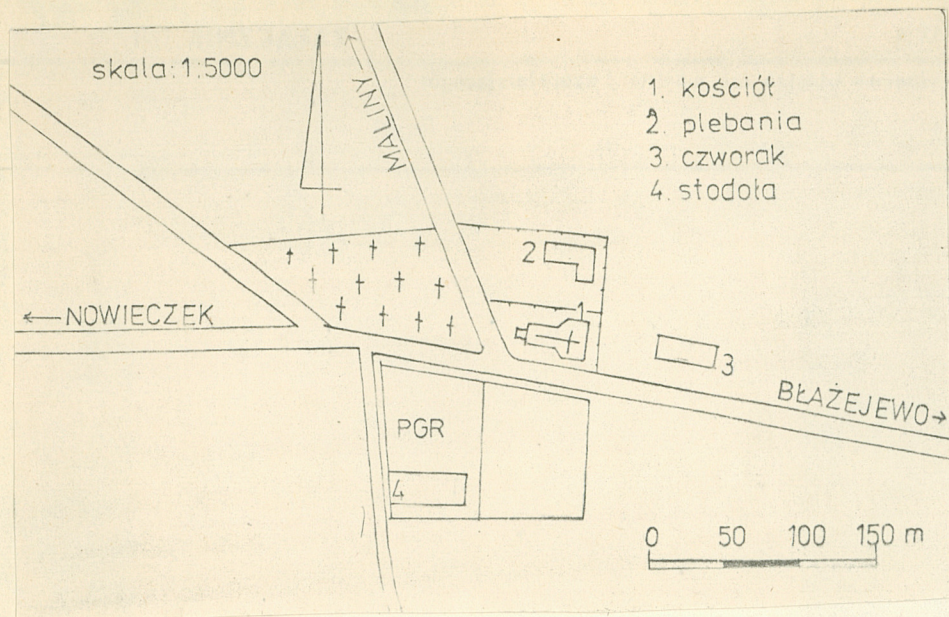 skala: 1:5000
MALINY
1. kościół
2. plebania
3. czworak
4. stodoła
2
← NOWIECZEK
1
3
BŁAŻEJEWO →
PGR
4
0 50 100 150 m